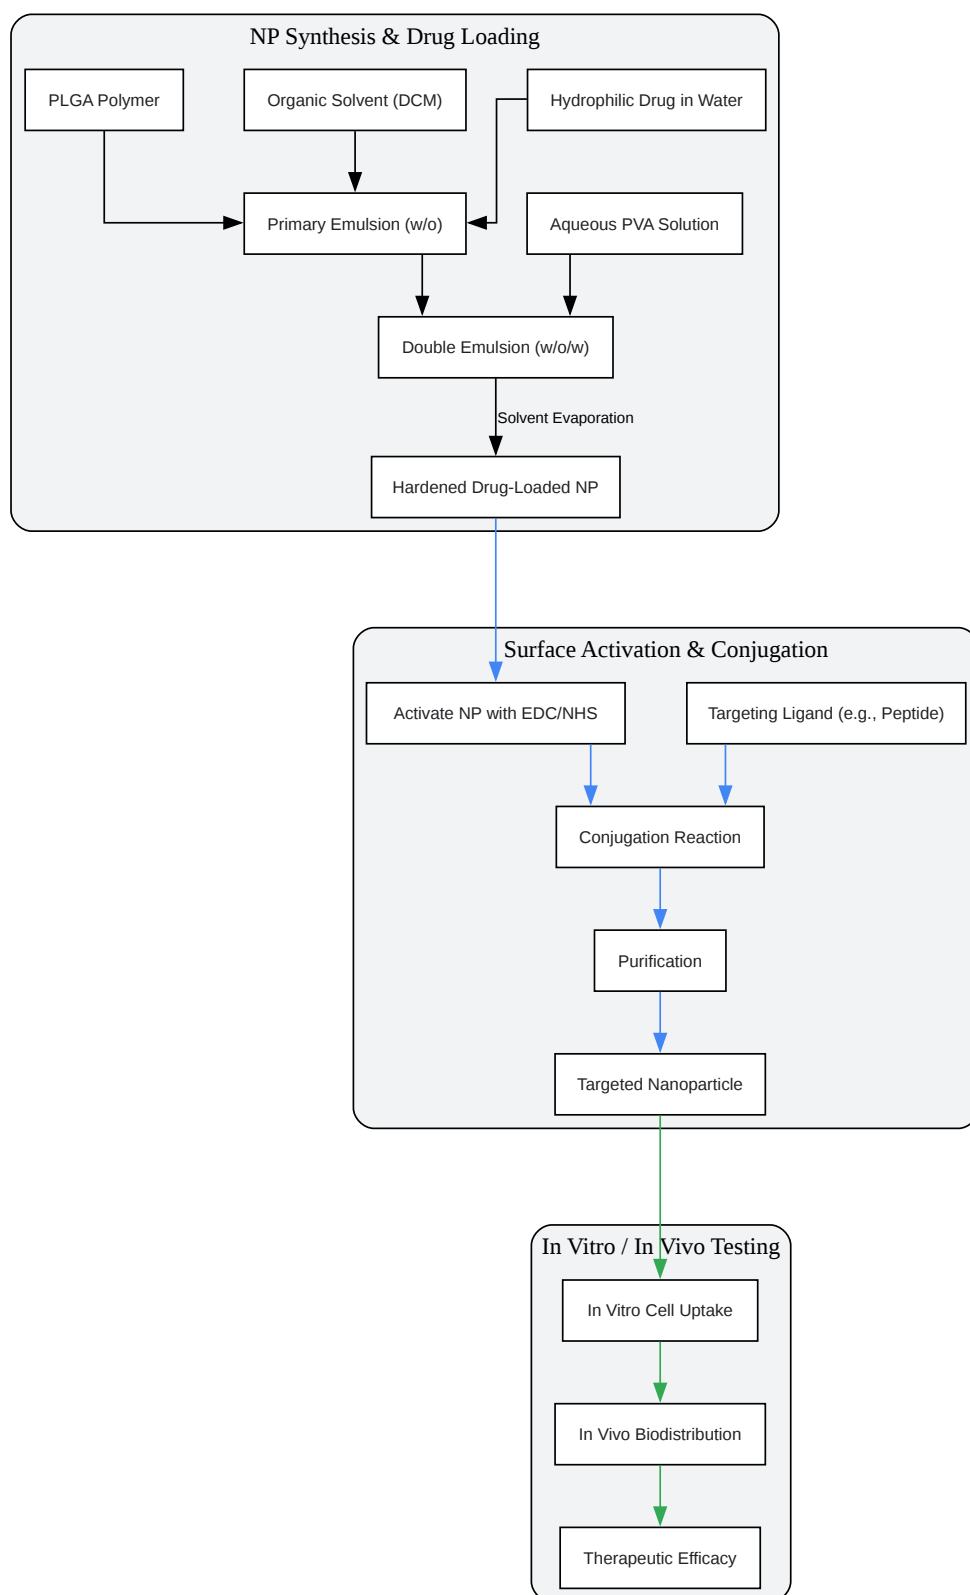 NP Synthesis & Drug Loading
PLGA Polymer
Organic Solvent (DCM)
Hydrophilic Drug in Water
Primary Emulsion (w/o)
Aqueous PVA Solution
Double Emulsion (w/o/w)
Solvent Evaporation
Hardened Drug-Loaded NP
Surface Activation & Conjugation
Activate NP with EDC/NHS
Targeting Ligand (e.g., Peptide)
Conjugation Reaction
Purification
Targeted Nanoparticle
In Vitro / In Vivo Testing
In Vitro Cell Uptake
In Vivo Biodistribution
Therapeutic Efficacy